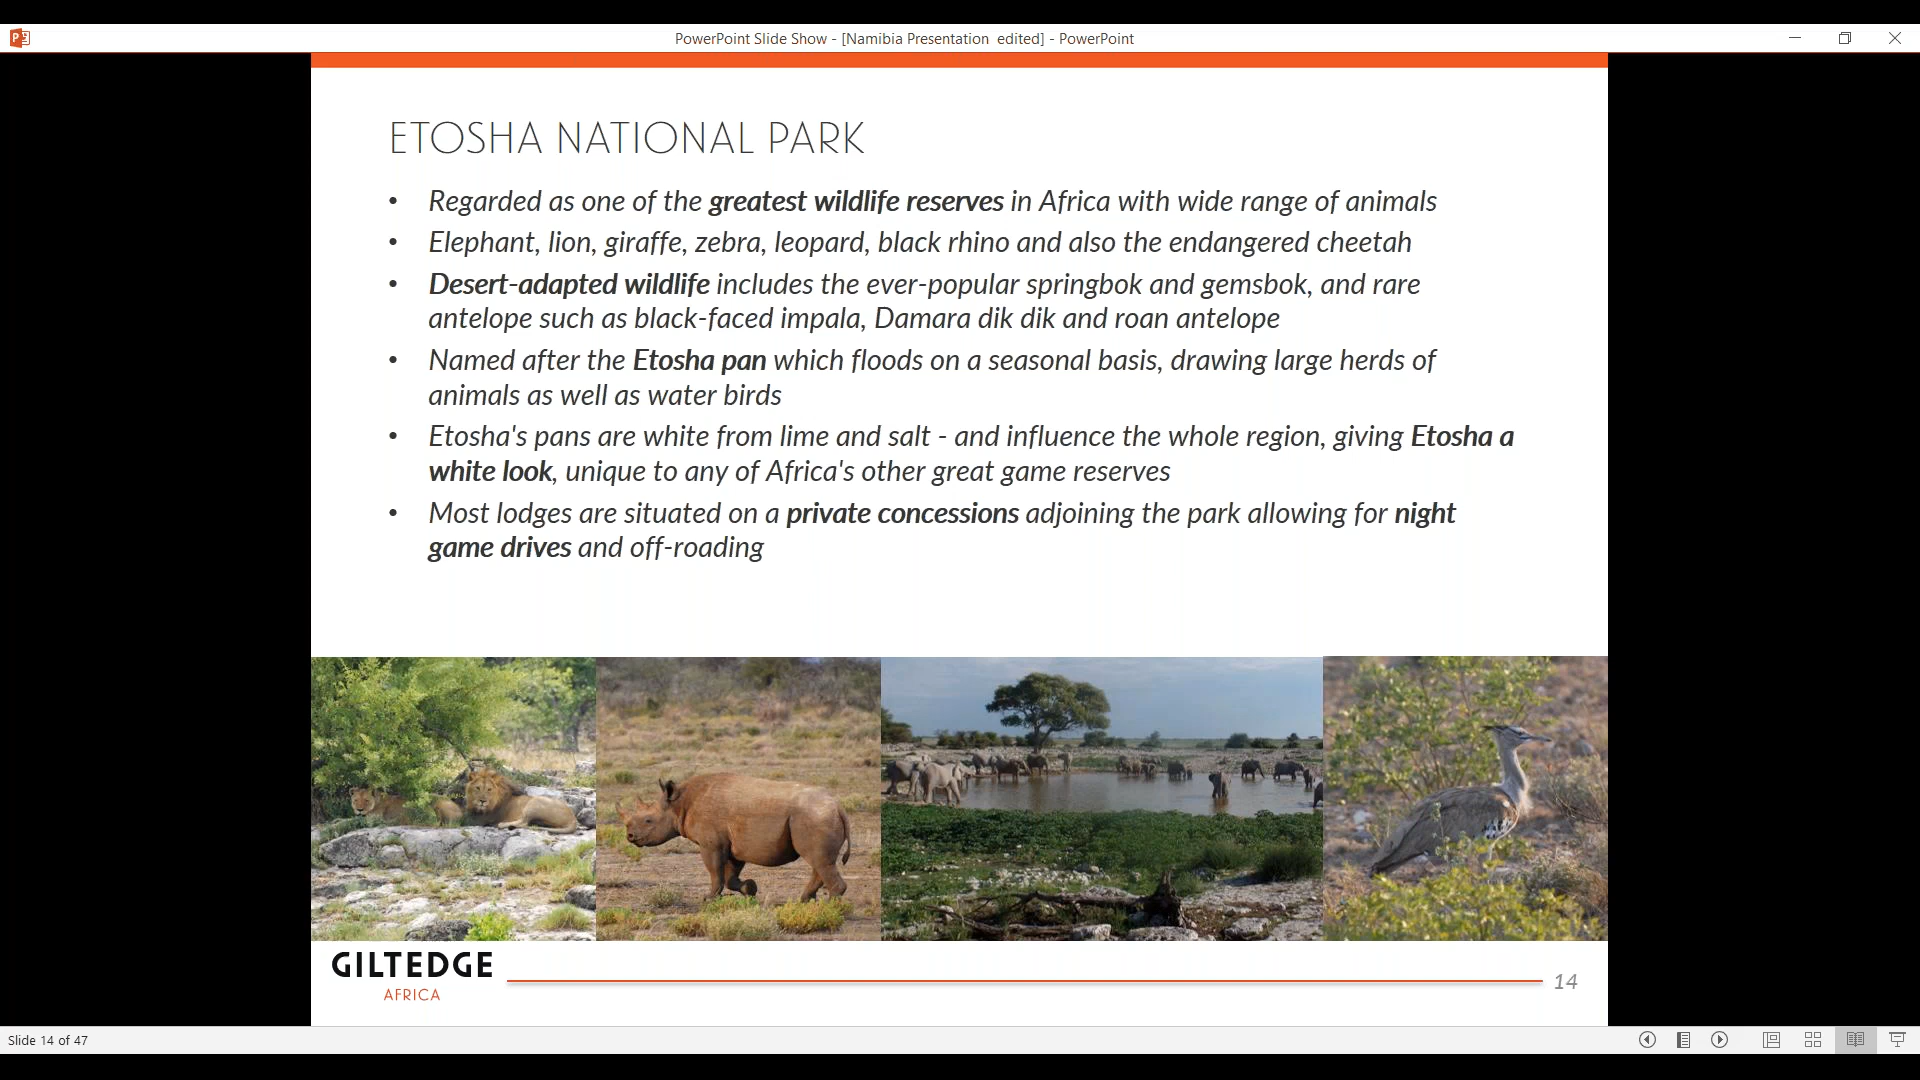 PowerPoint Slide Show - [Namibia Presentation  edited] - PowerPoint
ETOSHA NATIONAL PARK
• Regarded as one of the greatest wildlife reserves in Africa with wide range of animals
• Elephant, lion, giraffe, zebra, leopard, black rhino and also the endangered cheetah
• Desert-adapted wildlife includes the ever-popular springbok and gemsbok, and rare
antelope such as black-faced impala, Damara dik dik and roan antelope
• Named after the Etosha pan which floods on a seasonal basis, drawing large herds of
animals as well as water birds
• Etosha's pans are white from lime and salt - and influence the whole region, giving Etosha a
white look, unique to any of Africa's other great game reserves
• Most lodges are situated on a private concessions adjoining the park allowing for night
game drives and off-roading
GILTEDGE
AFRICA
14
Slide 14 of 47